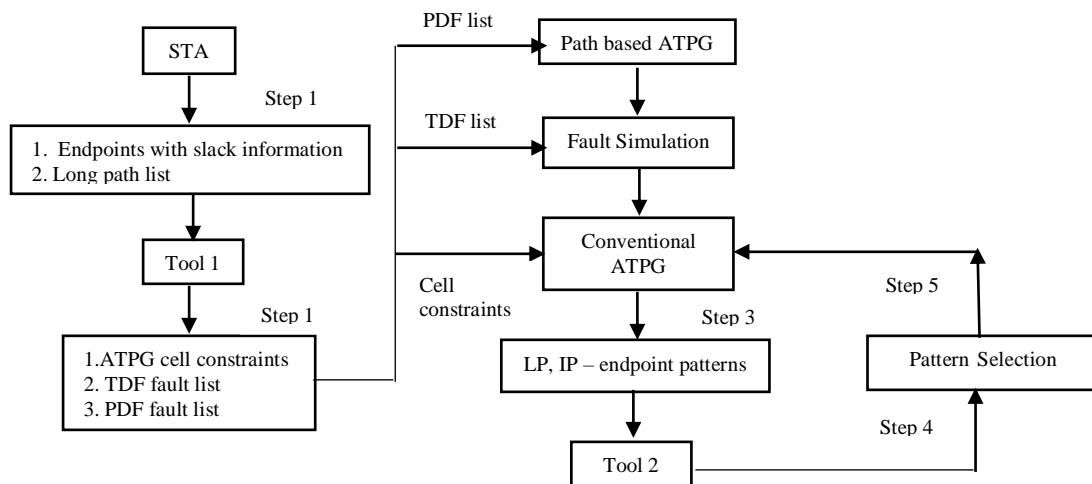 STA
Step 1
1. Endpoints with slack information
2. Long path list
Tool 1
Step 1
1.ATPG cell constraints
2. TDF fault list
3. PDF fault list
PDF list
Path based ATPG
TDF list
Fault Simulation
Conventional
ATPG
Cell
constraints
Step 3
LP, IP – endpoint patterns
Tool 2
Step 4
Pattern Selection
Step 5